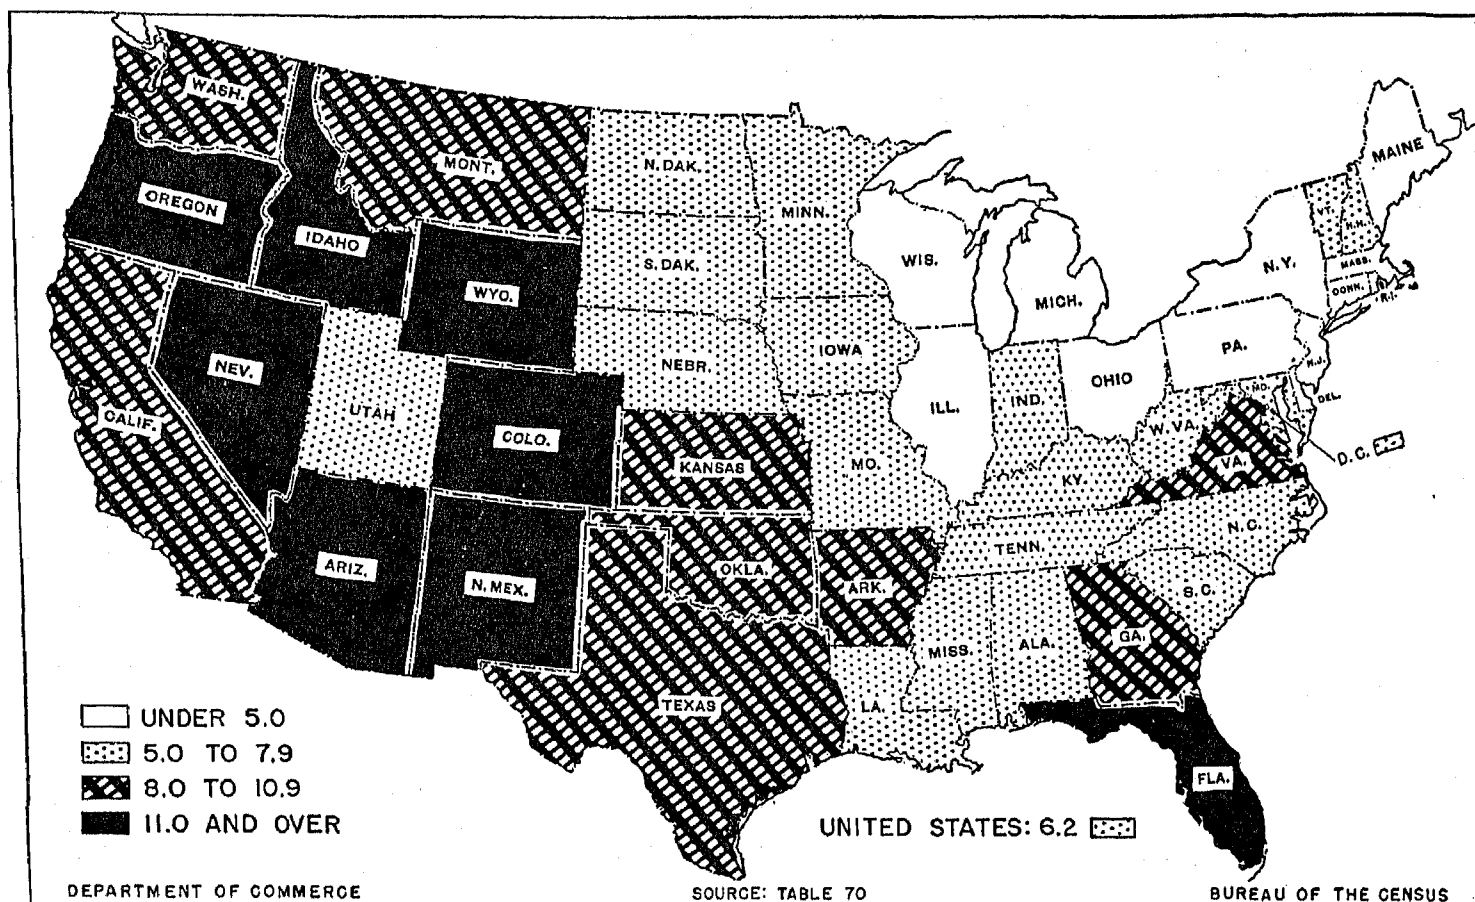 WASH.
MONT.
N. DAK.
MINN.
MAINE
OREGON
IDAHO
S. DAK.
WIS.
VT.
N.H.
N.Y.
MASS.
CONN.
R.I.
WYO.
MICH.
NEV.
NEBR.
IOWA
PA.
N.J.
CALIF.
UTAH
COLO.
ILL.
IND.
OHIO
MD.
DEL.
W. VA.
D.C.
KANSAS
MO.
KY
VA.
N.C.
ARIZ.
N. MEX.
OKLA.
ARK.
TENN.
S.C.
MISS.
ALA.
GA.
TEXAS
LA.
FLA.
UNDER 5.0
5.0 TO 7.9
8.0 TO 10.9
11.0 AND OVER
UNITED STATES: 6.2
DEPARTMENT OF COMMERCE
SOURCE: TABLE 70
BUREAU OF THE CENSUS